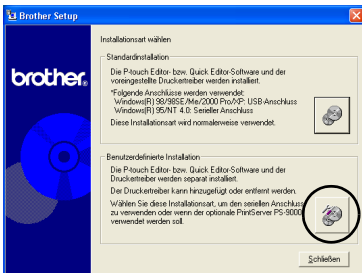 Brother Setup
Installationsart wählen
brother.
Standardinstallation
Die P-touch Editor- bzw. Quick Editor-Software und der
voreingestellte Druckertreiber werden installiert.
*Folgende Anschlüsse werden verwendet:
Windows(R) 98/98SE/Me/2000 Pro/XP: USB-Anschluss
Windows(R) 95/NT 4.0: Serieller Anschluss
Diese Installationsart wird normalerweise verwendet.
Benutzerdefinierte Installation
Die P-touch Editor- bzw. Quick Editor-Software und der
Druckertreiber werden separat installiert.
Der Druckertreiber kann hinzugefügt oder entfernt werden.
Wählen Sie diese Installationsart, um den seriellen Anschluss
zu verwenden oder wenn der optionale PrintServer PS-9000
verwendet werden soll.
Schließen